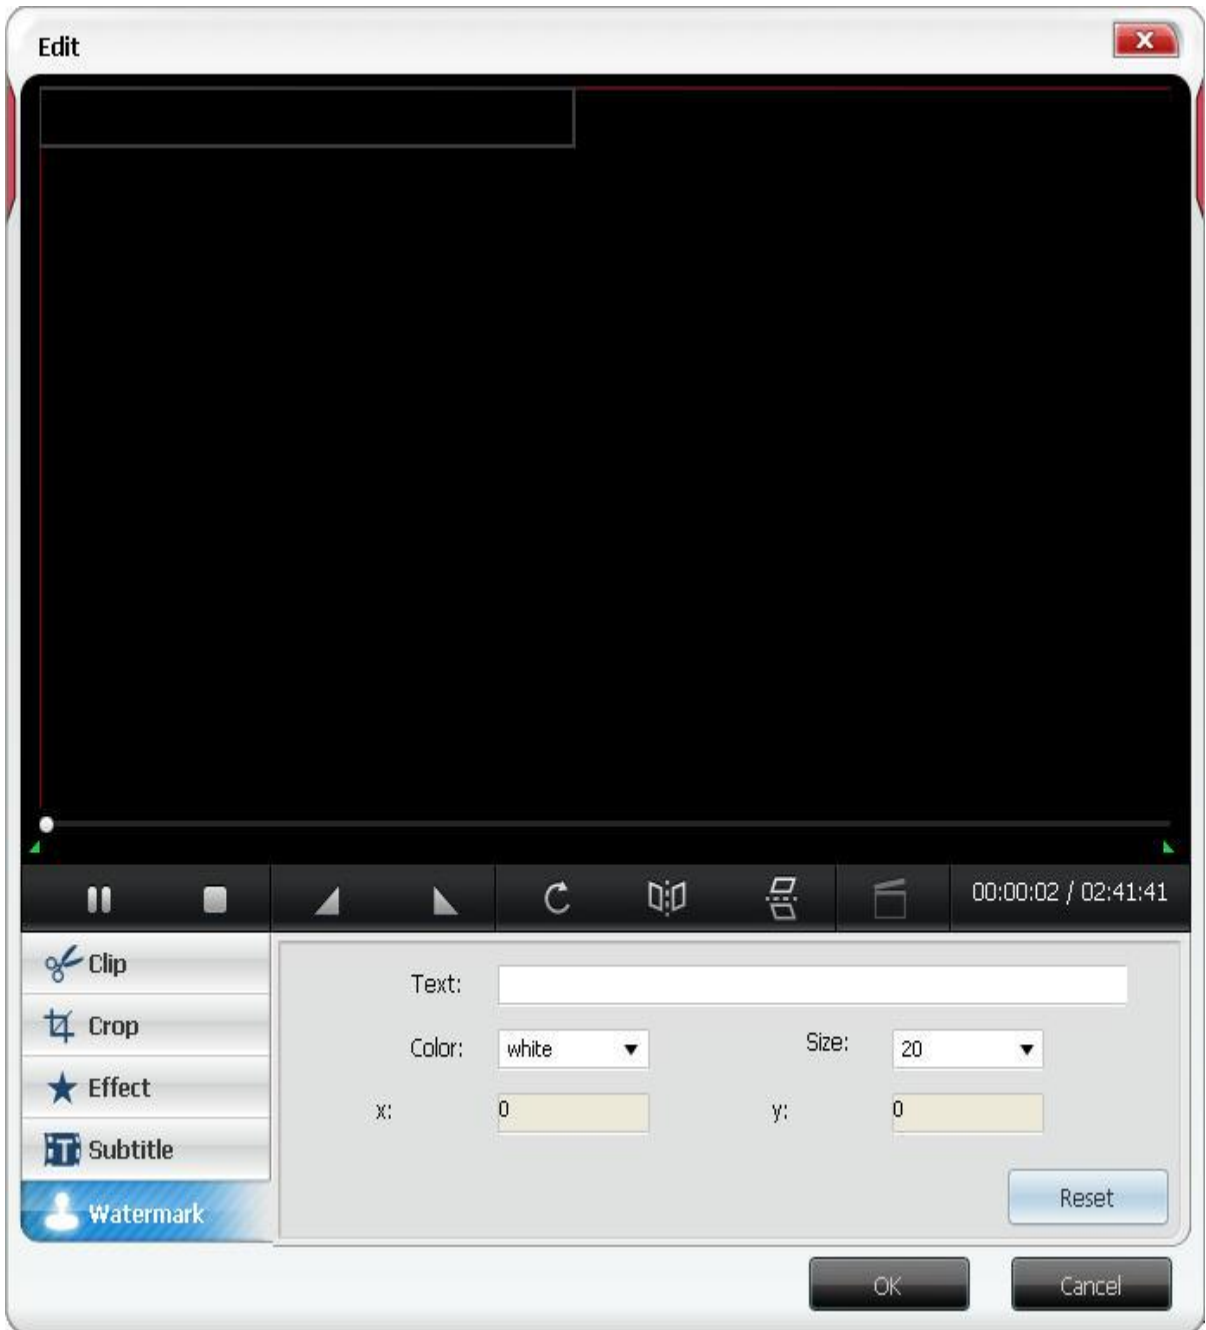 Edit
X
00:00:02 / 02:41:41
Clip
Crop
Effect
Subtitle
Watermark
Text:
Color: white Size: 20
x: 0 y: 0
Reset
OK Cancel